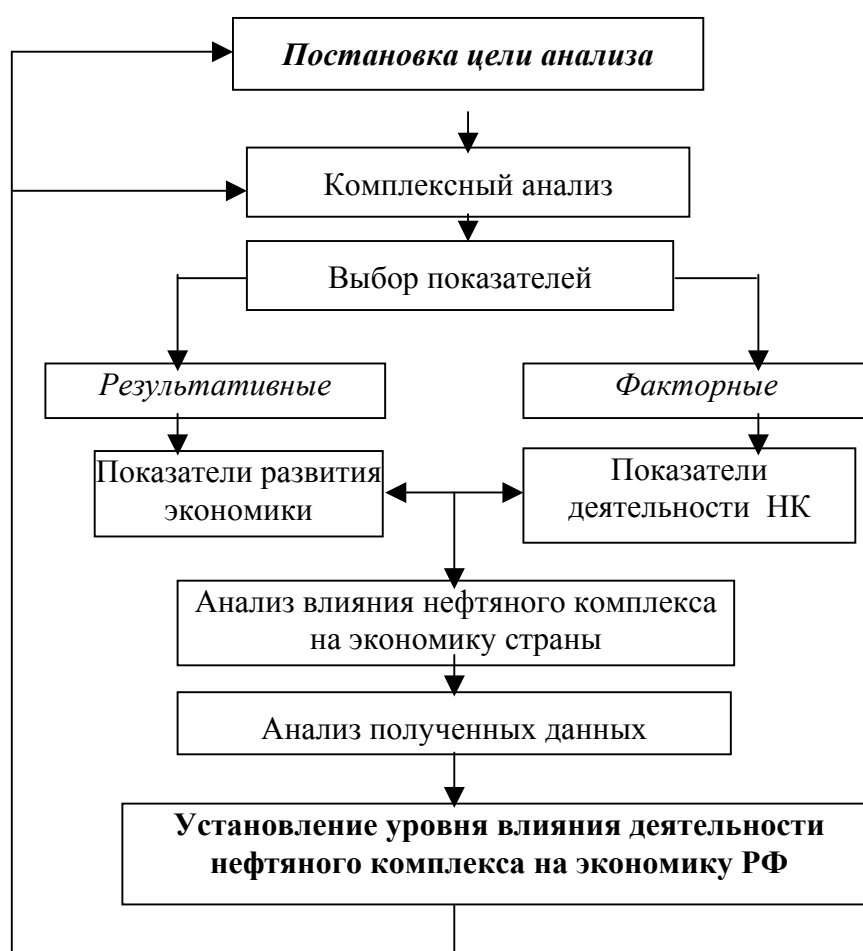 Постановка цели анализа
Комплексный анализ
Выбор показателей
Результативные
Факторные
Показатели развития
экономики
Показатели
деятельности НК
Анализ влияния нефтяного комплекса
на экономику страны
Анализ полученных данных
Установление уровня влияния деятельности
нефтяного комплекса на экономику РФ